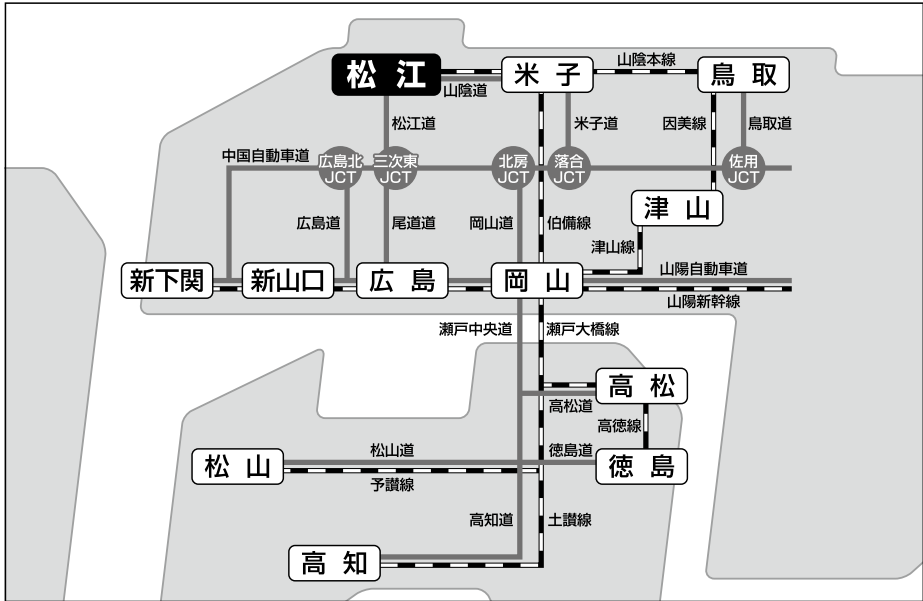 松江
米子
山陰本線
鳥取
山陰道
松江道
米子道
因美線
鳥取道
中国自動車道
広島北
JCT
三次東
JCT
北房
JCT
落合
JCT
佐用
JCT
津山
広島道
尾道道
岡山道
伯備線
津山線
新下関
新山口
広島
岡山
山陽自動車道
山陽新幹線
瀬戸中央道
瀬戸大橋線
高松
高松道
高徳線
松山
松山道
徳島道
徳島
予讃線
高知道
土讃線
高知